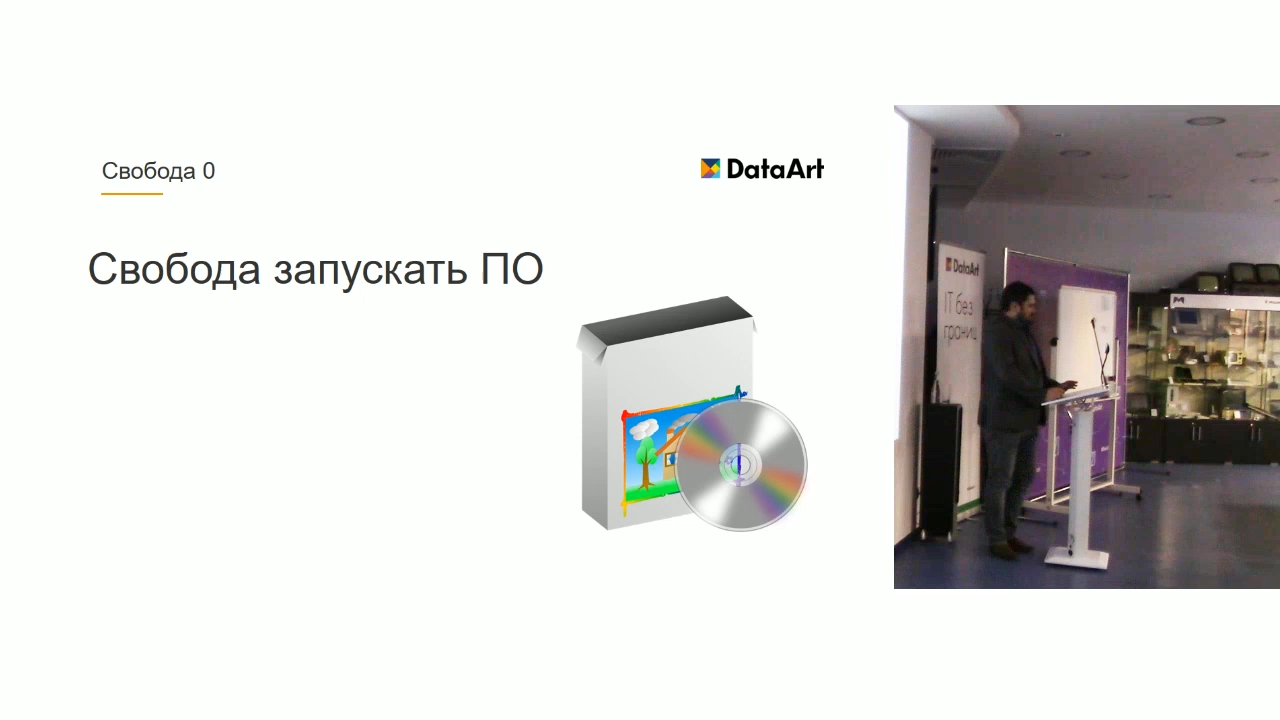 Свобода 0
DataArt
Свобода запускать ПО
DataArt
IT без
границ